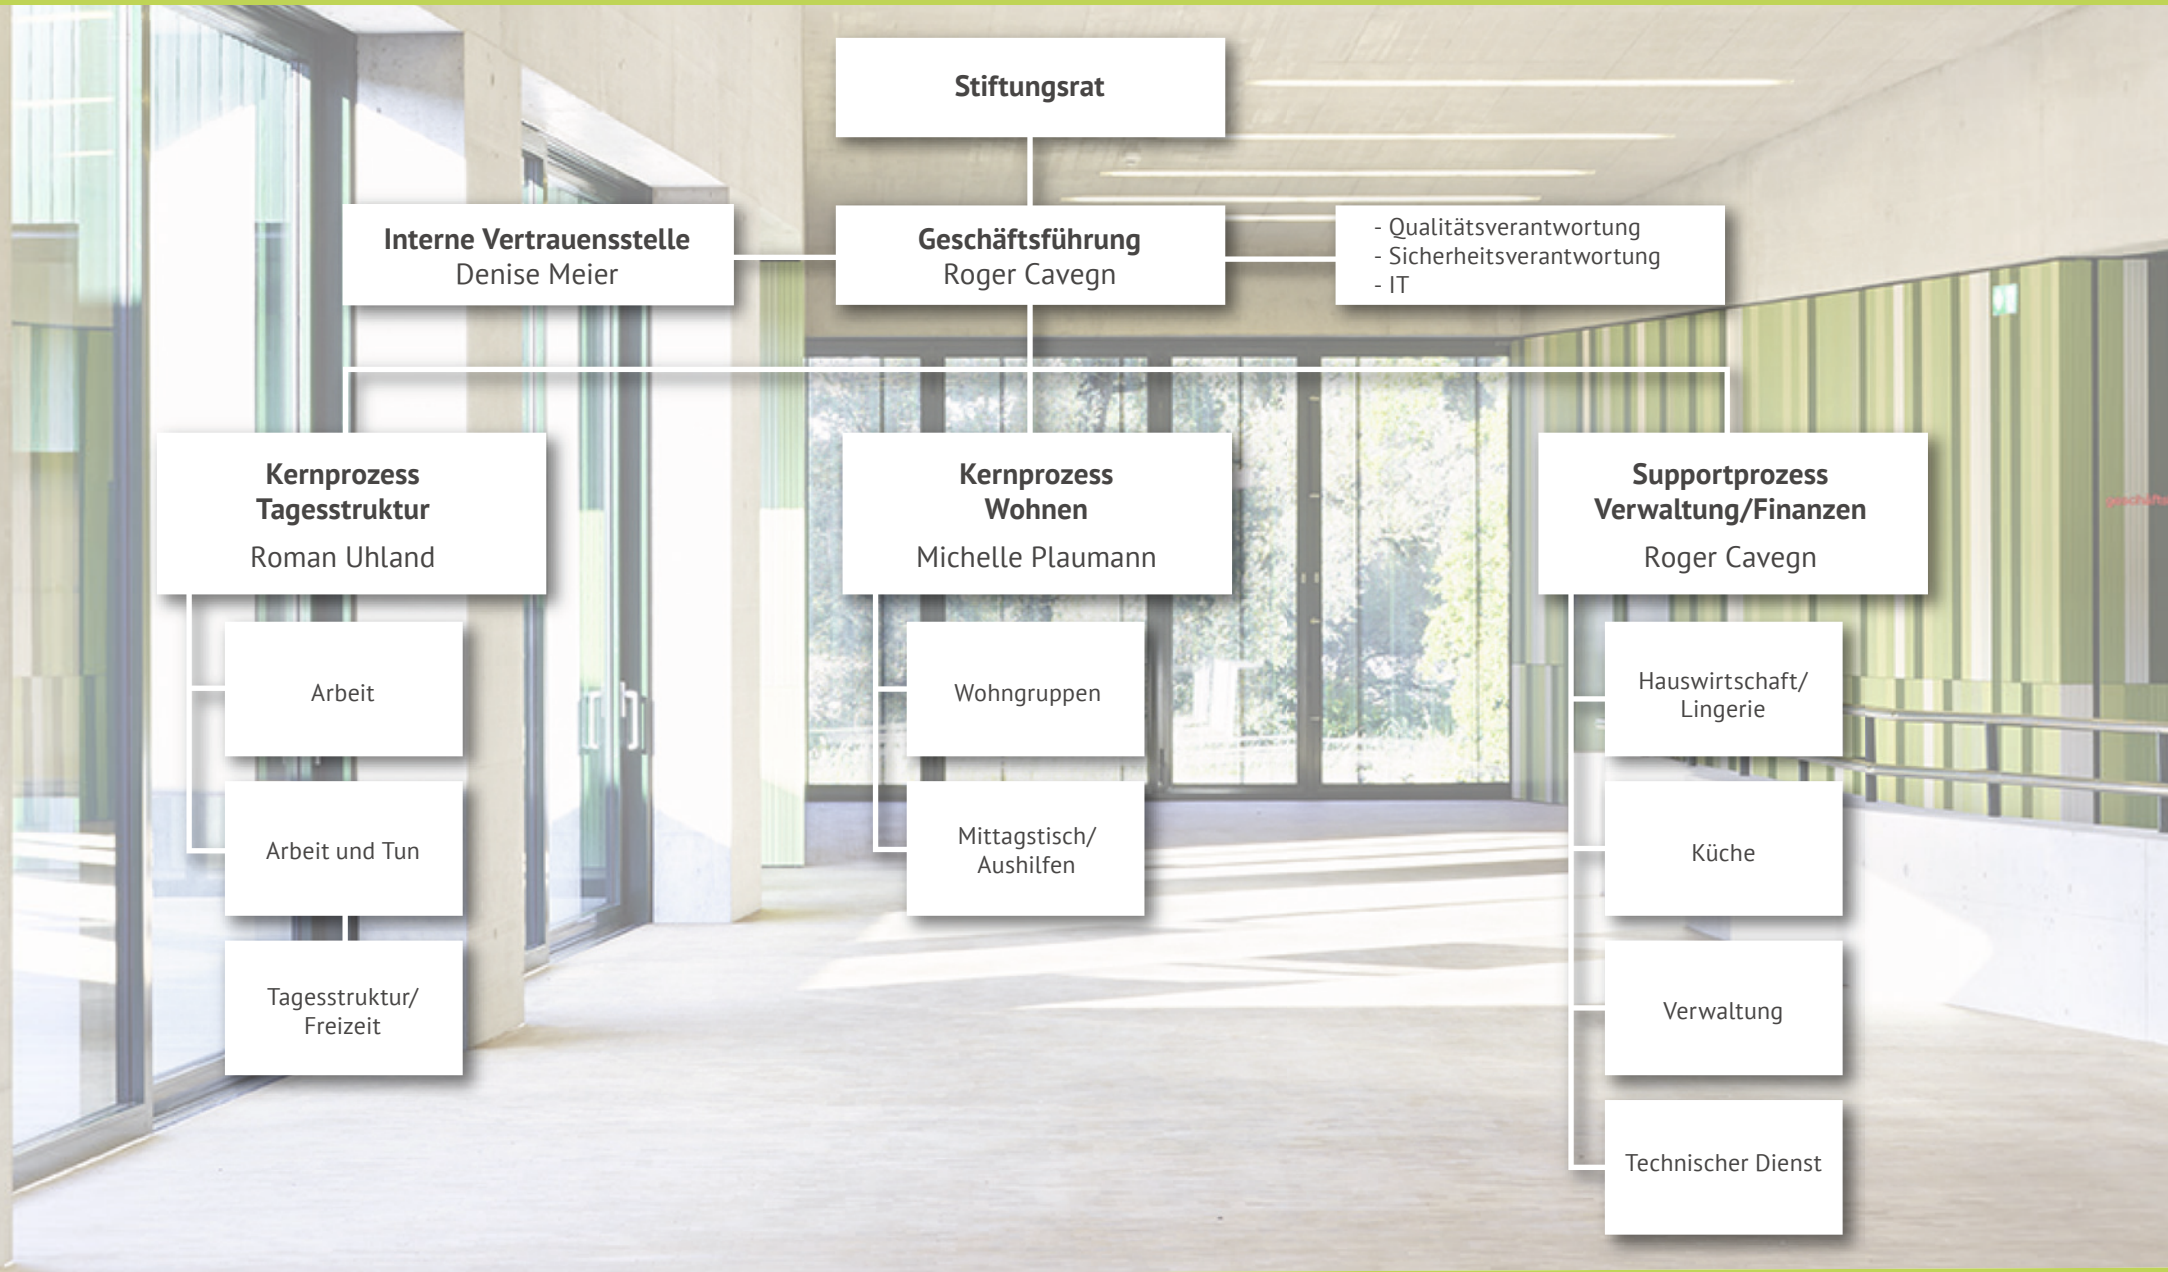 Stiftungsrat
Interne Vertrauensstelle
Denise Meier
Geschäftsführung
Roger Cavegn
- Qualitätsverantwortung
- Sicherheitsverantwortung
- IT
Kernprozess
Tagesstruktur
Roman Uhland
Kernprozess
Wohnen
Michelle Plaumann
Supportprozess
Verwaltung/Finanzen
Roger Cavegn
Arbeit
Arbeit und Tun
Tagesstruktur/
Freizeit
Wohngruppen
Mittagstisch/
Aushilfen
Hauswirtschaft/
Lingerie
Küche
Verwaltung
Technischer Dienst